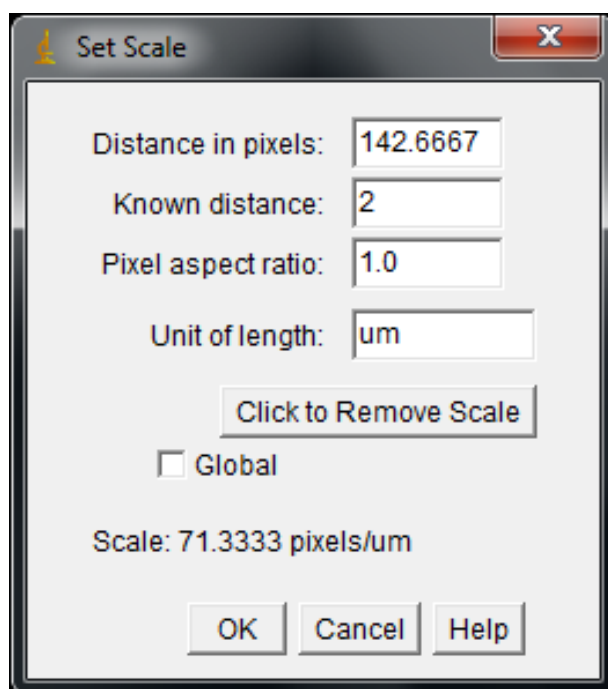 Set Scale
Distance in pixels: 142.6667
Known distance: 2
Pixel aspect ratio: 1.0
Unit of length: um
Click to Remove Scale
Global
Scale: 71.3333 pixels/um
OK Cancel Help